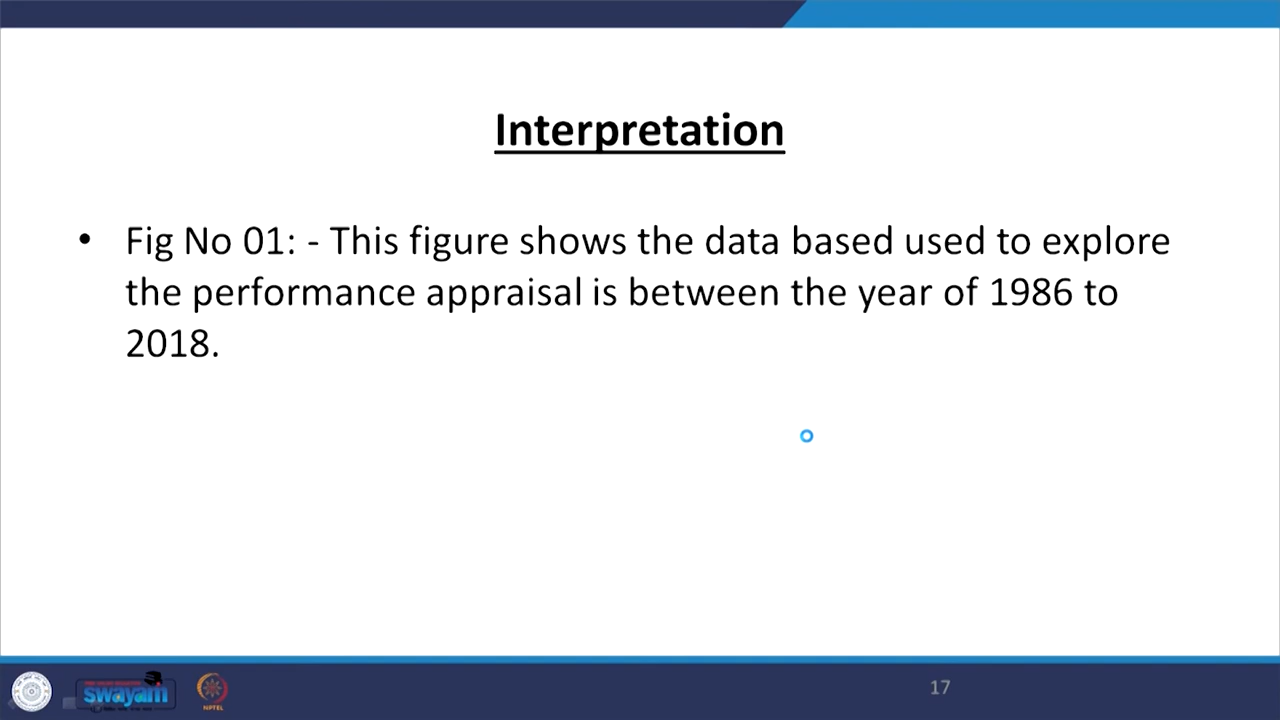 Interpretation
• Fig No 01: - This figure shows the data based used to explore
the performance appraisal is between the year of 1986 to
2018.
swayam
NPTEL
17